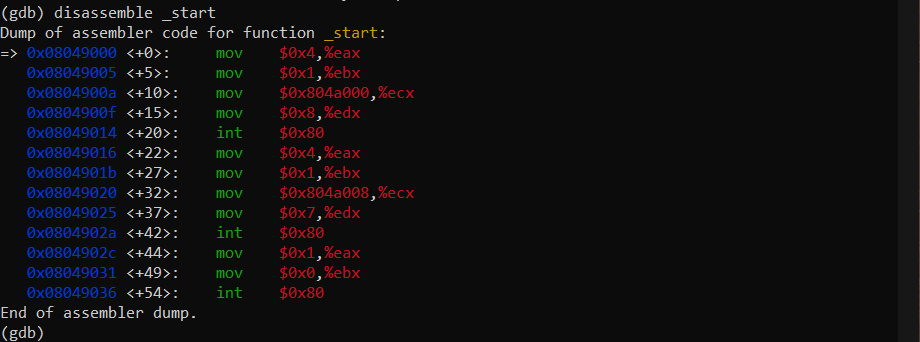 (gdb) disassemble _start
Dump of assembler code for function _start:
=> 0x08049000 <+0>:     mov    $0x4,%eax
   0x08049005 <+5>:     mov    $0x1,%ebx
   0x0804900a <+10>:    mov    $0x804a000,%ecx
   0x0804900f <+15>:    mov    $0x8,%edx
   0x08049014 <+20>:    int    $0x80
   0x08049016 <+22>:    mov    $0x4,%eax
   0x0804901b <+27>:    mov    $0x1,%ebx
   0x08049020 <+32>:    mov    $0x804a008,%ecx
   0x08049025 <+37>:    mov    $0x7,%edx
   0x0804902a <+42>:    int    $0x80
   0x0804902c <+44>:    mov    $0x1,%eax
   0x08049031 <+49>:    mov    $0x0,%ebx
   0x08049036 <+54>:    int    $0x80
End of assembler dump.
(gdb)